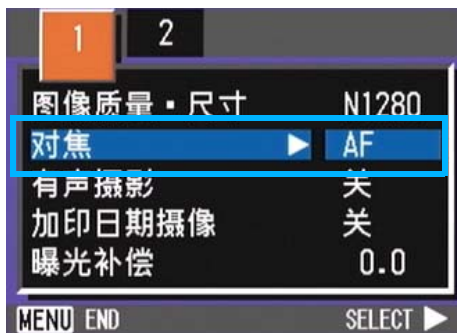 1 2
图像质量·尺寸 N1280
对焦 ▶ AF
有声摄影 关
加印日期摄像 关
曝光补偿 0.0
MENU END SELECT ▶